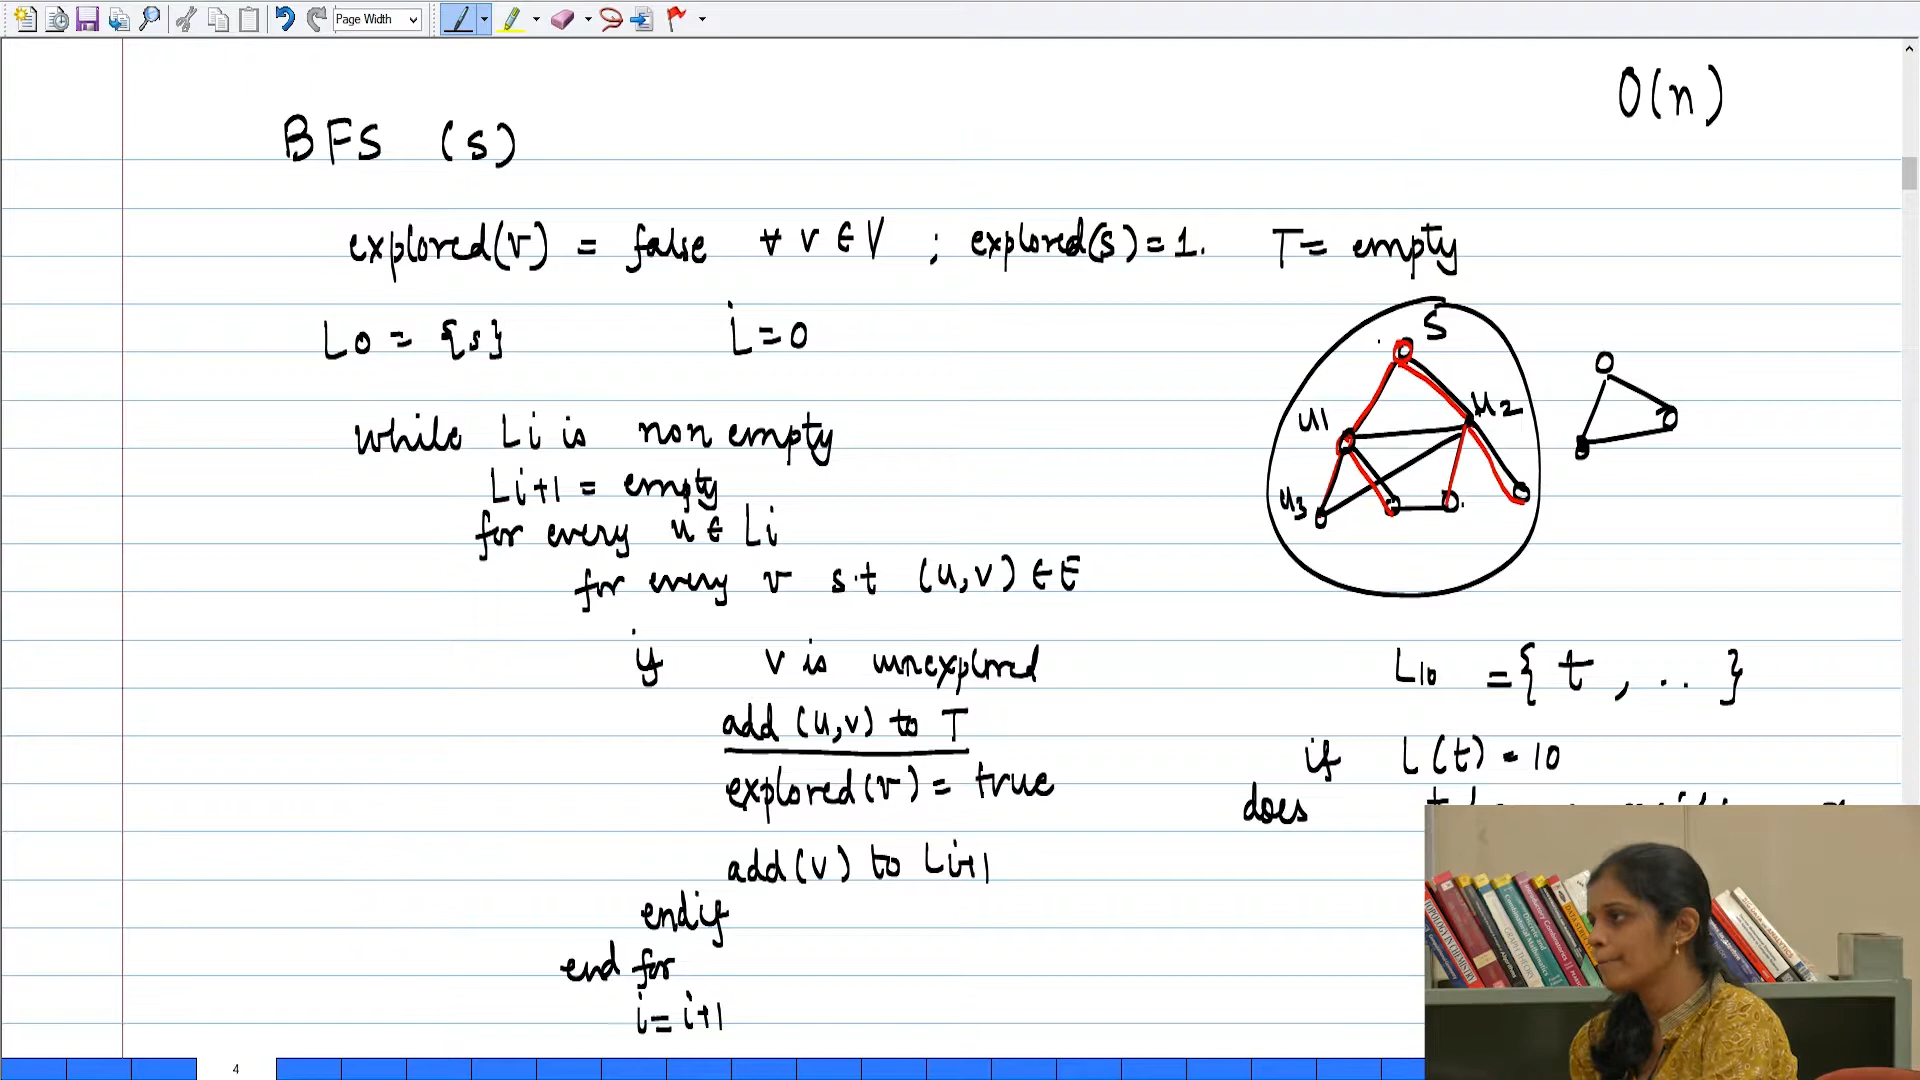 Page Width
O(n)
BFS (s)
explored(v) = false ∀ v ∈ V ; explored(s) = 1. T = empty
L0 = {s} i = 0
S
u1
u2
u3
while Li is non empty
Li+1 = empty
for every u ∈ Li
for every v s.t (u,v) ∈ E
if v is unexplored
L10 = { t , .. }
add (u,v) to T
if L(t) = 10
explored(v) = true
does
add(v) to Li+1
endif
end for
i = i+1
4
GRAPH THEORY